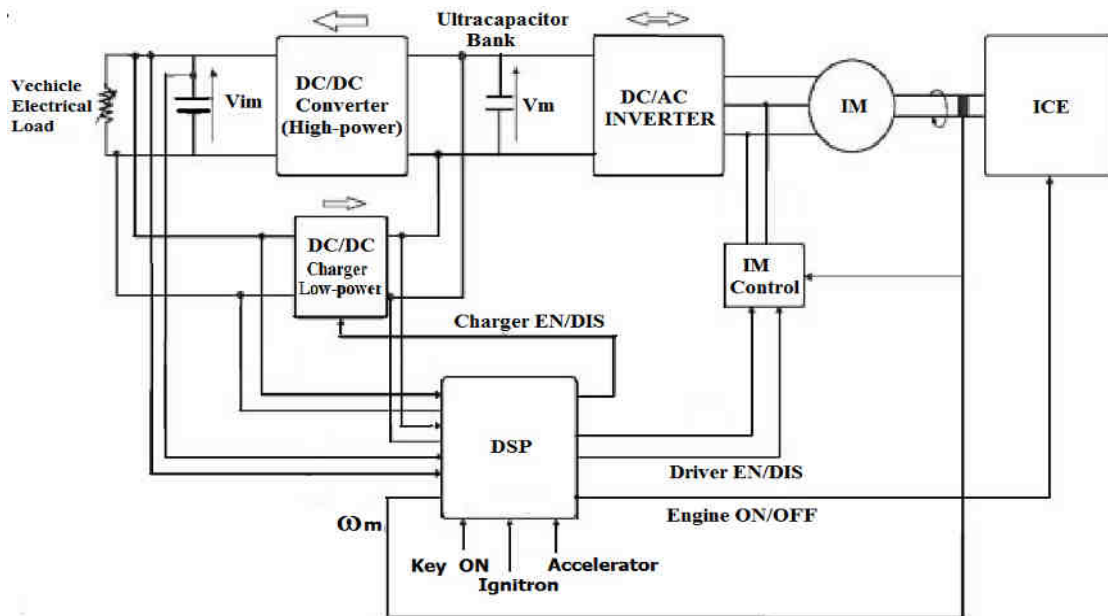 Ultracapacitor
Bank
Vechicle
Electrical
Load
Vim
DC/DC
Converter
(High-power)
Vm
DC/AC
INVERTER
IM
ICE
DC/DC
Charger
Low-power
IM
Control
Charger EN/DIS
DSP
Driver EN/DIS
Engine ON/OFF
ωm
Key ON
Ignitron
Accelerator